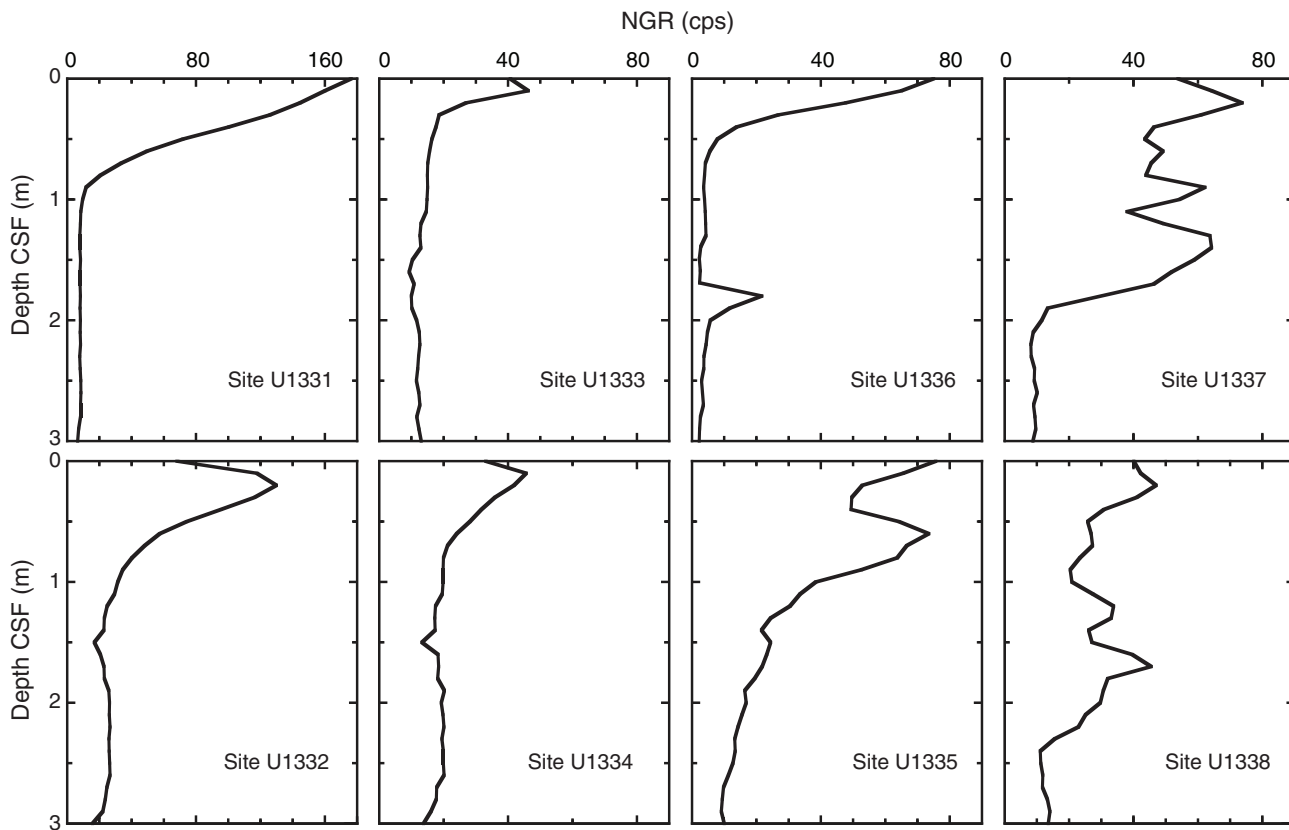 NGR (cps)
0 80 160 0 40 80 0 40 80 0 40 80
0
1
2
3
Depth CSF (m)
Site U1331 Site U1333 Site U1336 Site U1337
0
1
2
3
Depth CSF (m)
Site U1332 Site U1334 Site U1335 Site U1338